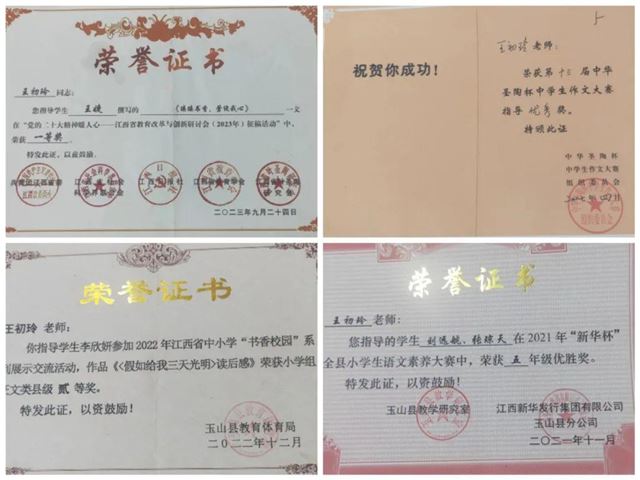 荣誉证书
王初玲同志:
您指导学生 王婕 撰写的 《 书香,萦绕我心》 一文
在"党的二十大精神暖人心——江西省教育改革与创新研讨会(2023年)征稿活动"中,
荣获 一等奖。
特发此证,以兹鼓励。
江西 日报社
二〇二三年九月二十四日
祝贺你成功!
王初玲老师:
荣获第十三届中华
圣陶杯中学生作文大赛
指导优秀奖。
特颁此证
中华圣陶杯
中学生作文大赛
组织委员会
荣誉证书
王初玲 老师:
你指导学生李欣妍参加2022年江西省中小学"书香校园"系
列展示交流活动,作品《<假如给我三天光明>读后感》荣获小学组
征文类县级 贰 等奖。
特发此证,以资鼓励!
玉山县教育体育局
二〇二二年十二月
荣誉证书
王初玲 老师:
您指导的学生 刘远航、张琮天 在2021年"新华杯"
全县小学生语文素养大赛中,荣获 五 年级优胜奖。
特发此证,以资鼓励!
玉山县教学研究室 江西新华发行集团有限公司
玉山县分公司
二〇二一年十一月